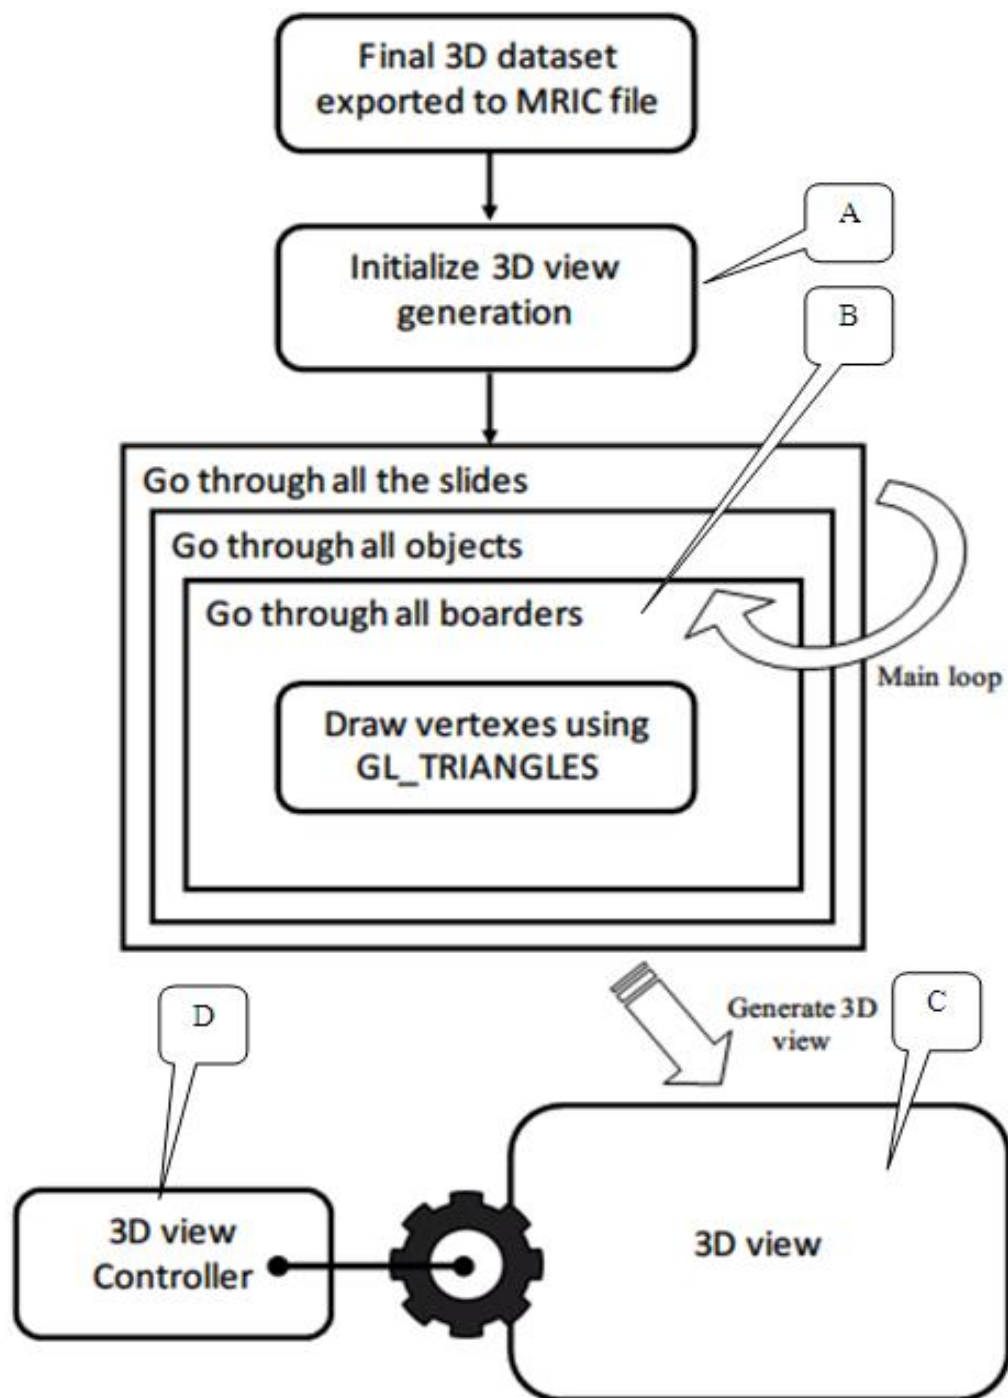 Final 3D dataset
exported to MRIC file
A
Initialize 3D view
generation
B
Go through all the slides
Go through all objects
Go through all boarders
Main loop
Draw vertexes using
GL_TRIANGLES
D
Generate 3D
view
C
3D view
Controller
3D view